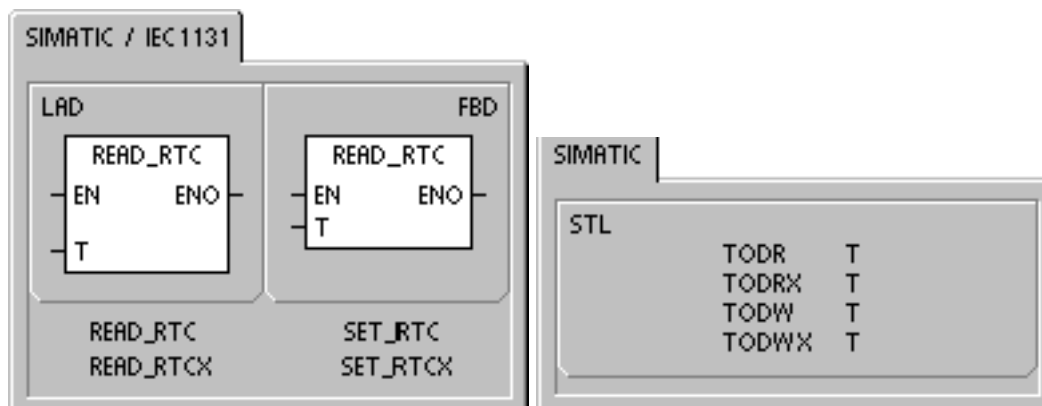 SIMATIC / IEC1131
LAD
FBD
READ_RTC
EN ENO
T
READ_RTC
EN ENO
T
READ_RTC SET_RTC
READ_RTCX SET_RTCX
SIMATIC
STL
TODR T
TODRX T
TODW T
TODWX T